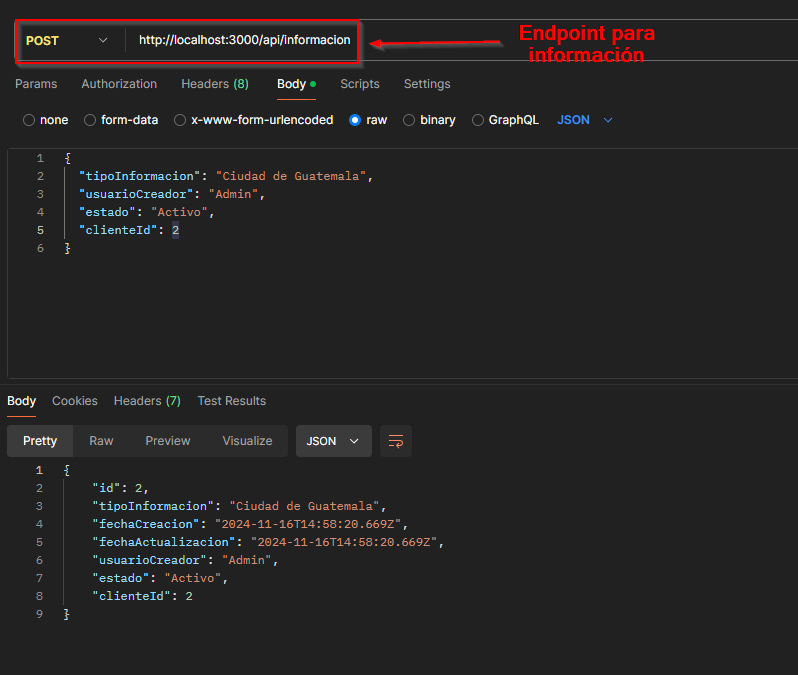 POST http://localhost:3000/api/informacion
Endpoint para
información
Params Authorization Headers (8) Body Scripts Settings
none form-data x-www-form-urlencoded raw binary GraphQL JSON
1 {
2 "tipoInformacion": "Ciudad de Guatemala",
3 "usuarioCreador": "Admin",
4 "estado": "Activo",
5 "clienteId": 2
6 }
Body Cookies Headers (7) Test Results
Pretty Raw Preview Visualize JSON
1 {
2 "id": 2,
3 "tipoInformacion": "Ciudad de Guatemala",
4 "fechaCreacion": "2024-11-16T14:58:20.669Z",
5 "fechaActualizacion": "2024-11-16T14:58:20.669Z",
6 "usuarioCreador": "Admin",
7 "estado": "Activo",
8 "clienteId": 2
9 }